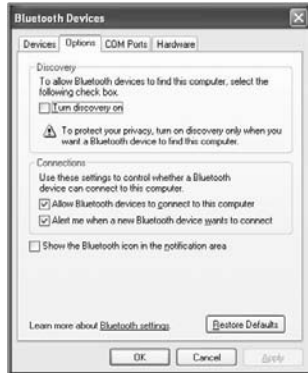 Bluetooth Devices
Devices Options COM Ports Hardware
Discovery
To allow Bluetooth devices to find this computer, select the
following check box.
Turn discovery on
To protect your privacy, turn on discovery only when you
want a Bluetooth device to find this computer.
Connections
Use these settings to control whether a Bluetooth
device can connect to this computer.
Allow Bluetooth devices to connect to this computer
Alert me when a new Bluetooth device wants to connect
Show the Bluetooth icon in the notification area
Learn more about Bluetooth settings. Restore Defaults
OK Cancel Apply